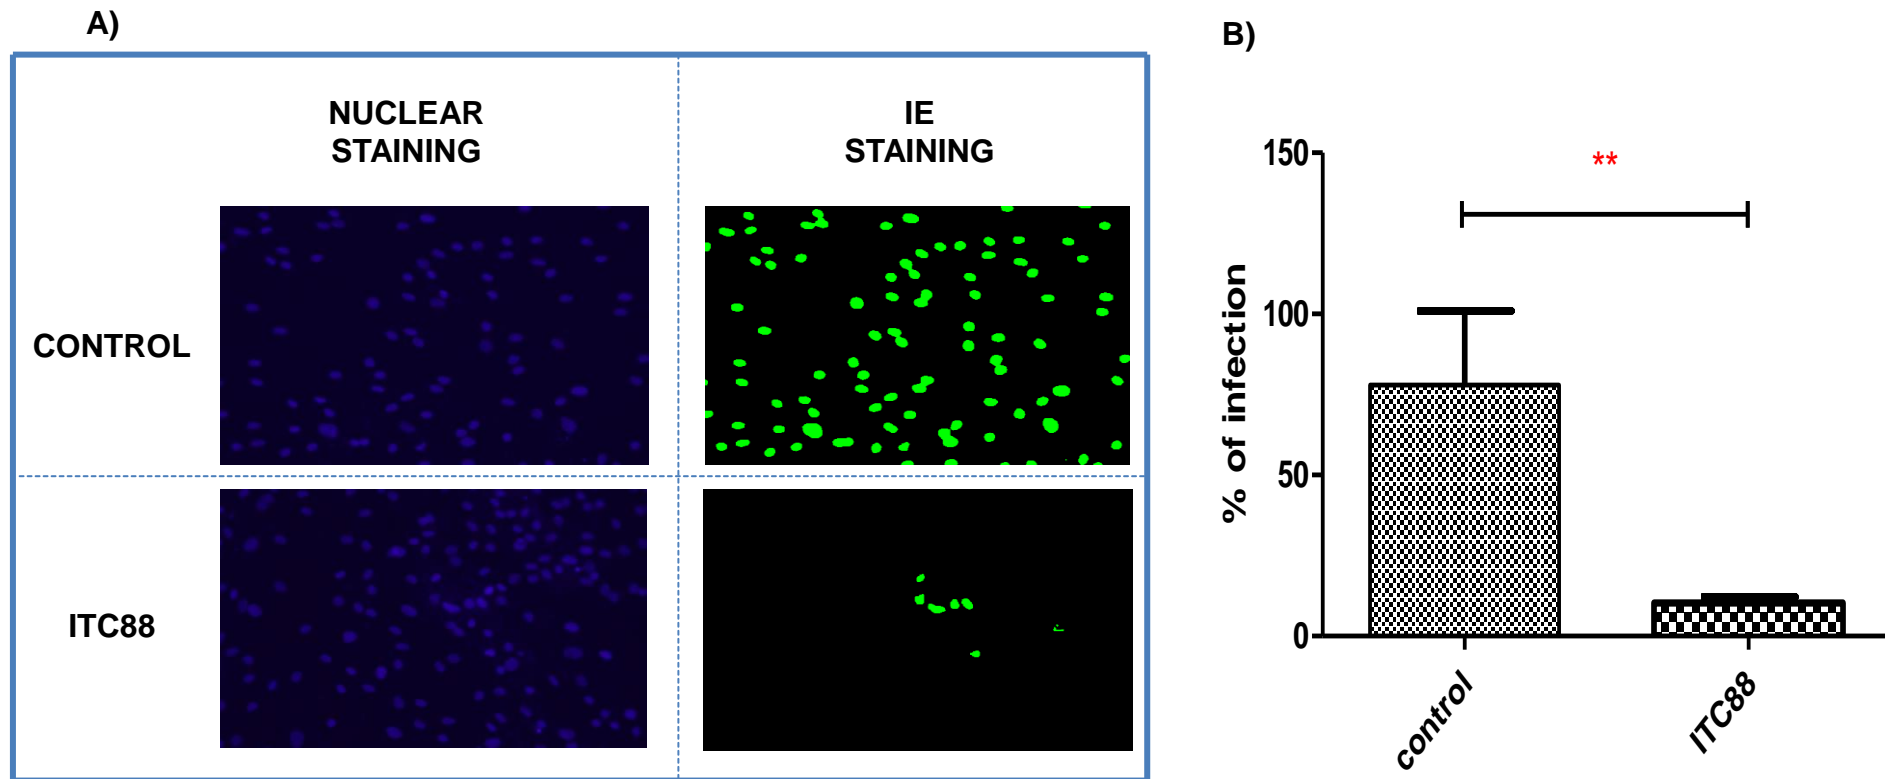 A)
NUCLEAR
STAINING
IE
STAINING
CONTROL
ITC88
B)
**
150
100
50
0
% of infection
control
ITC88